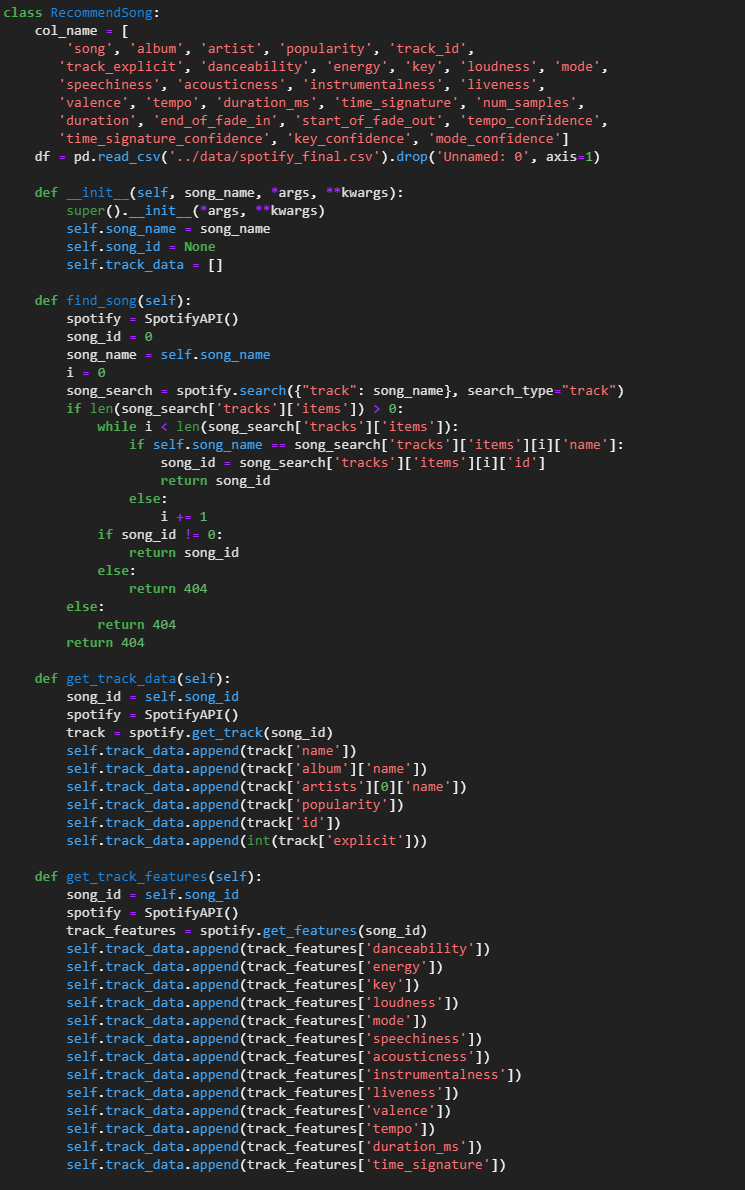 class RecommendSong:
    col_name = [
        'song', 'album', 'artist', 'popularity', 'track_id',
       'track_explicit', 'danceability', 'energy', 'key', 'loudness', 'mode',
       'speechiness', 'acousticness', 'instrumentalness', 'liveness',
       'valence', 'tempo', 'duration_ms', 'time_signature', 'num_samples',
       'duration', 'end_of_fade_in', 'start_of_fade_out', 'tempo_confidence',
       'time_signature_confidence', 'key_confidence', 'mode_confidence']
    df = pd.read_csv('../data/spotify_final.csv').drop('Unnamed: 0', axis=1)

    def __init__(self, song_name, *args, **kwargs):
        super().__init__(*args, **kwargs)
        self.song_name = song_name
        self.song_id = None
        self.track_data = []

    def find_song(self):
        spotify = SpotifyAPI()
        song_id = 0
        song_name = self.song_name
        i = 0
        song_search = spotify.search({"track": song_name}, search_type="track")
        if len(song_search['tracks']['items']) > 0:
            while i < len(song_search['tracks']['items']):
                if self.song_name == song_search['tracks']['items'][i]['name']:
                    song_id = song_search['tracks']['items'][i]['id']
                    return song_id
                else:
                    i += 1
            if song_id != 0:
                return song_id
            else:
                return 404
        else:
            return 404
        return 404

    def get_track_data(self):
        song_id = self.song_id
        spotify = SpotifyAPI()
        track = spotify.get_track(song_id)
        self.track_data.append(track['name'])
        self.track_data.append(track['album']['name'])
        self.track_data.append(track['artists'][0]['name'])
        self.track_data.append(track['popularity'])
        self.track_data.append(track['id'])
        self.track_data.append(int(track['explicit']))

    def get_track_features(self):
        song_id = self.song_id
        spotify = SpotifyAPI()
        track_features = spotify.get_features(song_id)
        self.track_data.append(track_features['danceability'])
        self.track_data.append(track_features['energy'])
        self.track_data.append(track_features['key'])
        self.track_data.append(track_features['loudness'])
        self.track_data.append(track_features['mode'])
        self.track_data.append(track_features['speechiness'])
        self.track_data.append(track_features['acousticness'])
        self.track_data.append(track_features['instrumentalness'])
        self.track_data.append(track_features['liveness'])
        self.track_data.append(track_features['valence'])
        self.track_data.append(track_features['tempo'])
        self.track_data.append(track_features['duration_ms'])
        self.track_data.append(track_features['time_signature'])